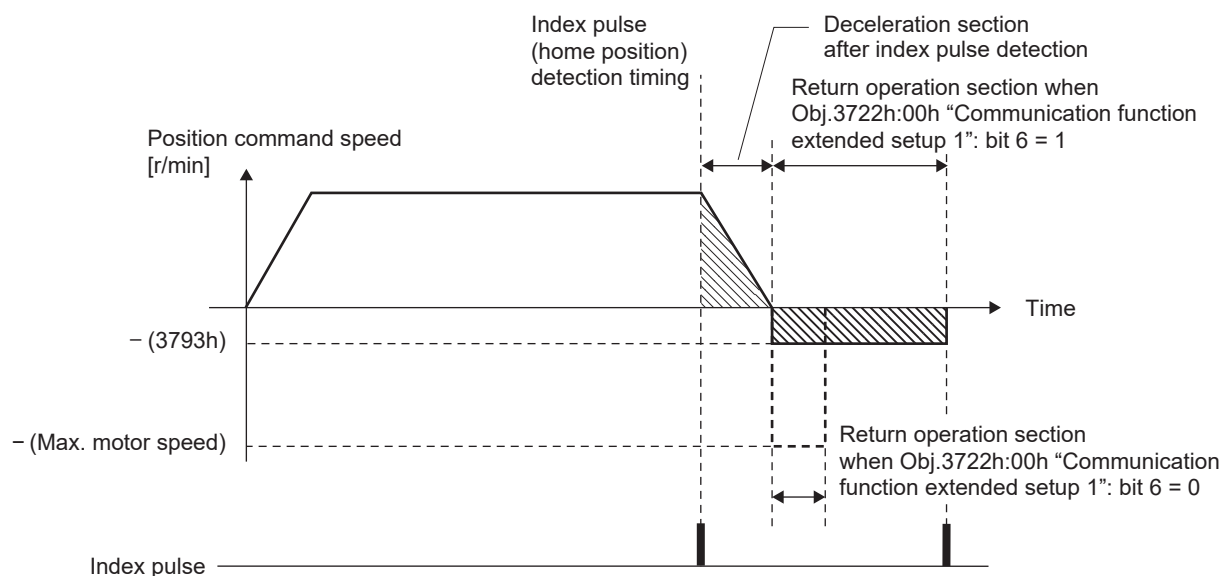 Index pulse
(home position)
detection timing
Deceleration section
after index pulse detection
Return operation section when
Obj.3722h:00h “Communication function
extended setup 1”: bit 6 = 1
Position command speed
[r/min]
Time
− (3793h)
− (Max. motor speed)
Return operation section
when Obj.3722h:00h “Communication
function extended setup 1”: bit 6 = 0
Index pulse